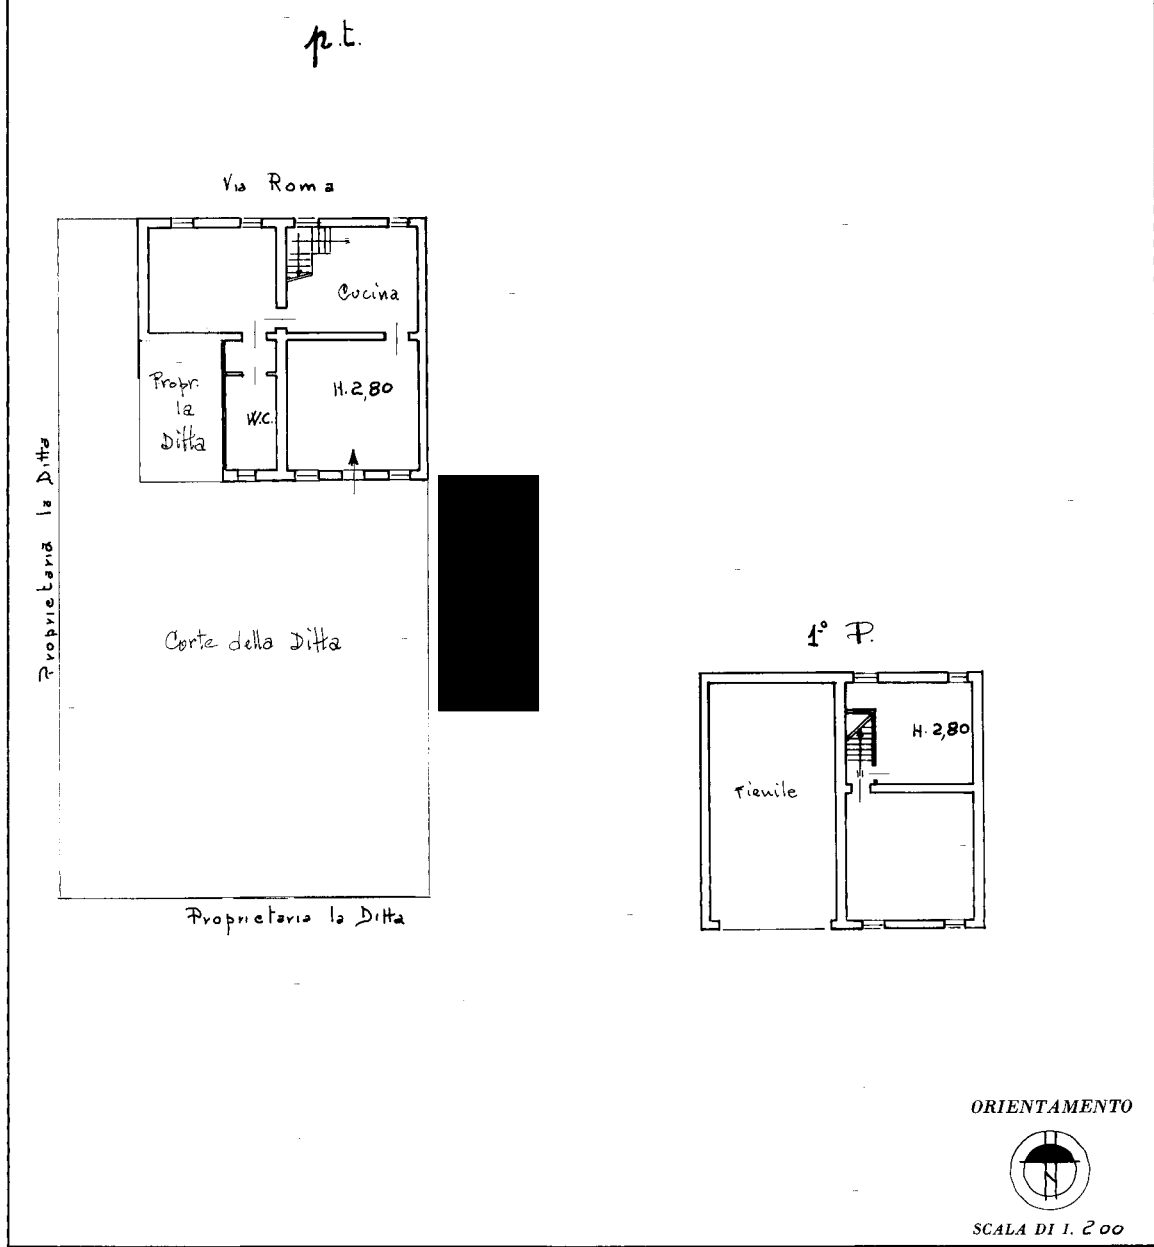 p.t.
Via Roma
Cucina
Propr.
la
Ditta
H. 2,80
W.C.
Proprietaria la Ditta
Corte della Ditta
Proprietaria la Ditta
1° P.
H. 2,80
Fienile
ORIENTAMENTO
N
SCALA DI 1. 200